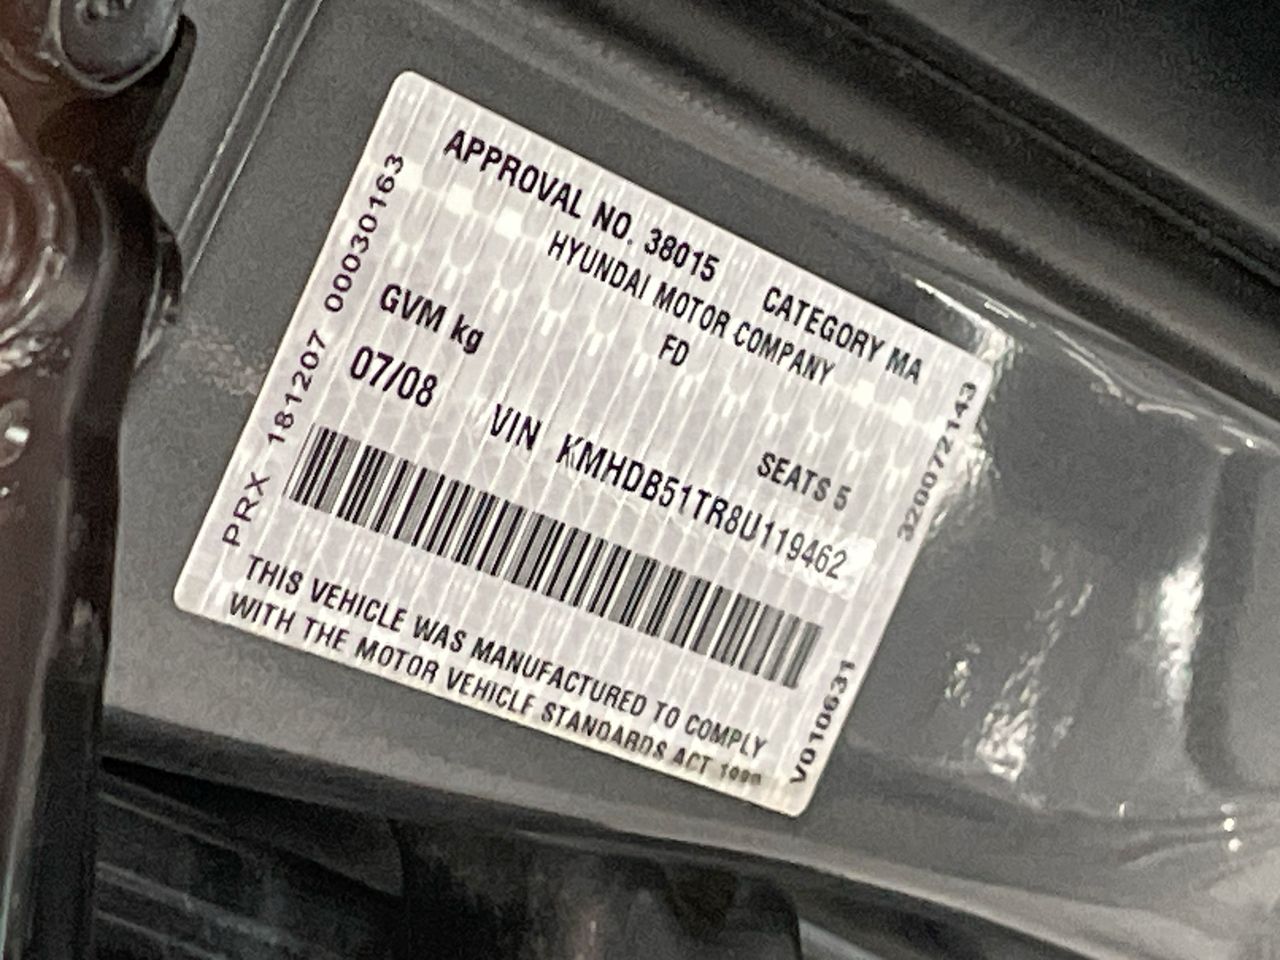 APPROVAL NO. 38015 CATEGORY MA
HYUNDAI MOTOR COMPANY
GVM kg FD
07/08 SEATS 5
VIN KMHDB51TR8U119462
THIS VEHICLE WAS MANUFACTURED TO COMPLY
WITH THE MOTOR VEHICLE STANDARDS ACT
PRX 181207 00030163
320072143
V010631